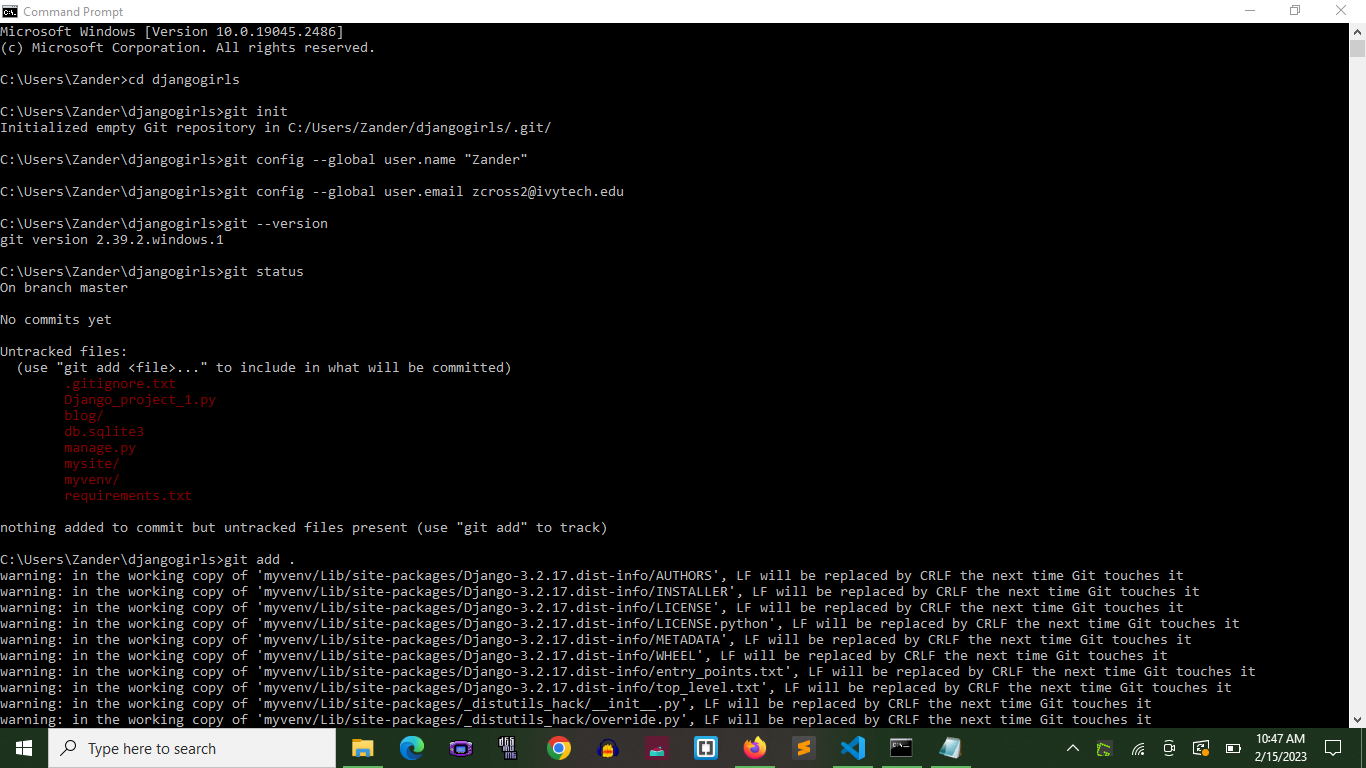 Command Prompt
Microsoft Windows [Version 10.0.19045.2486]
(c) Microsoft Corporation. All rights reserved.
C:\Users\Zander>cd djangogirls
C:\Users\Zander\djangogirls>git init
Initialized empty Git repository in C:/Users/Zander/djangogirls/.git/
C:\Users\Zander\djangogirls>git config --global user.name "Zander"
C:\Users\Zander\djangogirls>git config --global user.email zcross2@ivytech.edu
C:\Users\Zander\djangogirls>git --version
git version 2.39.2.windows.1
C:\Users\Zander\djangogirls>git status
On branch master
No commits yet
Untracked files:
  (use "git add <file>..." to include in what will be committed)
        .gitignore.txt
        Django_project_1.py
        blog/
        db.sqlite3
        manage.py
        mysite/
        myvenv/
        requirements.txt
nothing added to commit but untracked files present (use "git add" to track)
C:\Users\Zander\djangogirls>git add .
warning: in the working copy of 'myvenv/Lib/site-packages/Django-3.2.17.dist-info/AUTHORS', LF will be replaced by CRLF the next time Git touches it
warning: in the working copy of 'myvenv/Lib/site-packages/Django-3.2.17.dist-info/INSTALLER', LF will be replaced by CRLF the next time Git touches it
warning: in the working copy of 'myvenv/Lib/site-packages/Django-3.2.17.dist-info/LICENSE', LF will be replaced by CRLF the next time Git touches it
warning: in the working copy of 'myvenv/Lib/site-packages/Django-3.2.17.dist-info/LICENSE.python', LF will be replaced by CRLF the next time Git touches it
warning: in the working copy of 'myvenv/Lib/site-packages/Django-3.2.17.dist-info/METADATA', LF will be replaced by CRLF the next time Git touches it
warning: in the working copy of 'myvenv/Lib/site-packages/Django-3.2.17.dist-info/WHEEL', LF will be replaced by CRLF the next time Git touches it
warning: in the working copy of 'myvenv/Lib/site-packages/Django-3.2.17.dist-info/entry_points.txt', LF will be replaced by CRLF the next time Git touches it
warning: in the working copy of 'myvenv/Lib/site-packages/Django-3.2.17.dist-info/top_level.txt', LF will be replaced by CRLF the next time Git touches it
warning: in the working copy of 'myvenv/Lib/site-packages/_distutils_hack/__init__.py', LF will be replaced by CRLF the next time Git touches it
warning: in the working copy of 'myvenv/Lib/site-packages/_distutils_hack/override.py', LF will be replaced by CRLF the next time Git touches it
Type here to search
10:47 AM
2/15/2023